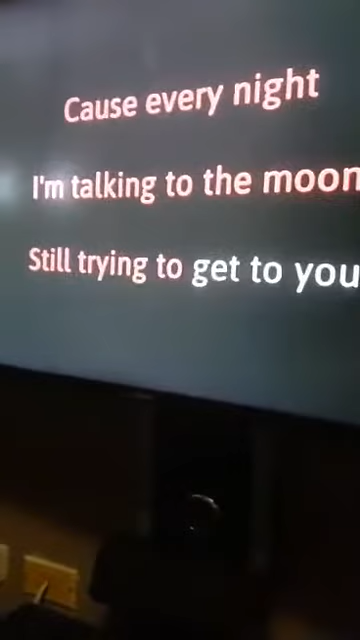 Cause every night
I'm talking to the moon
Still trying to get to you